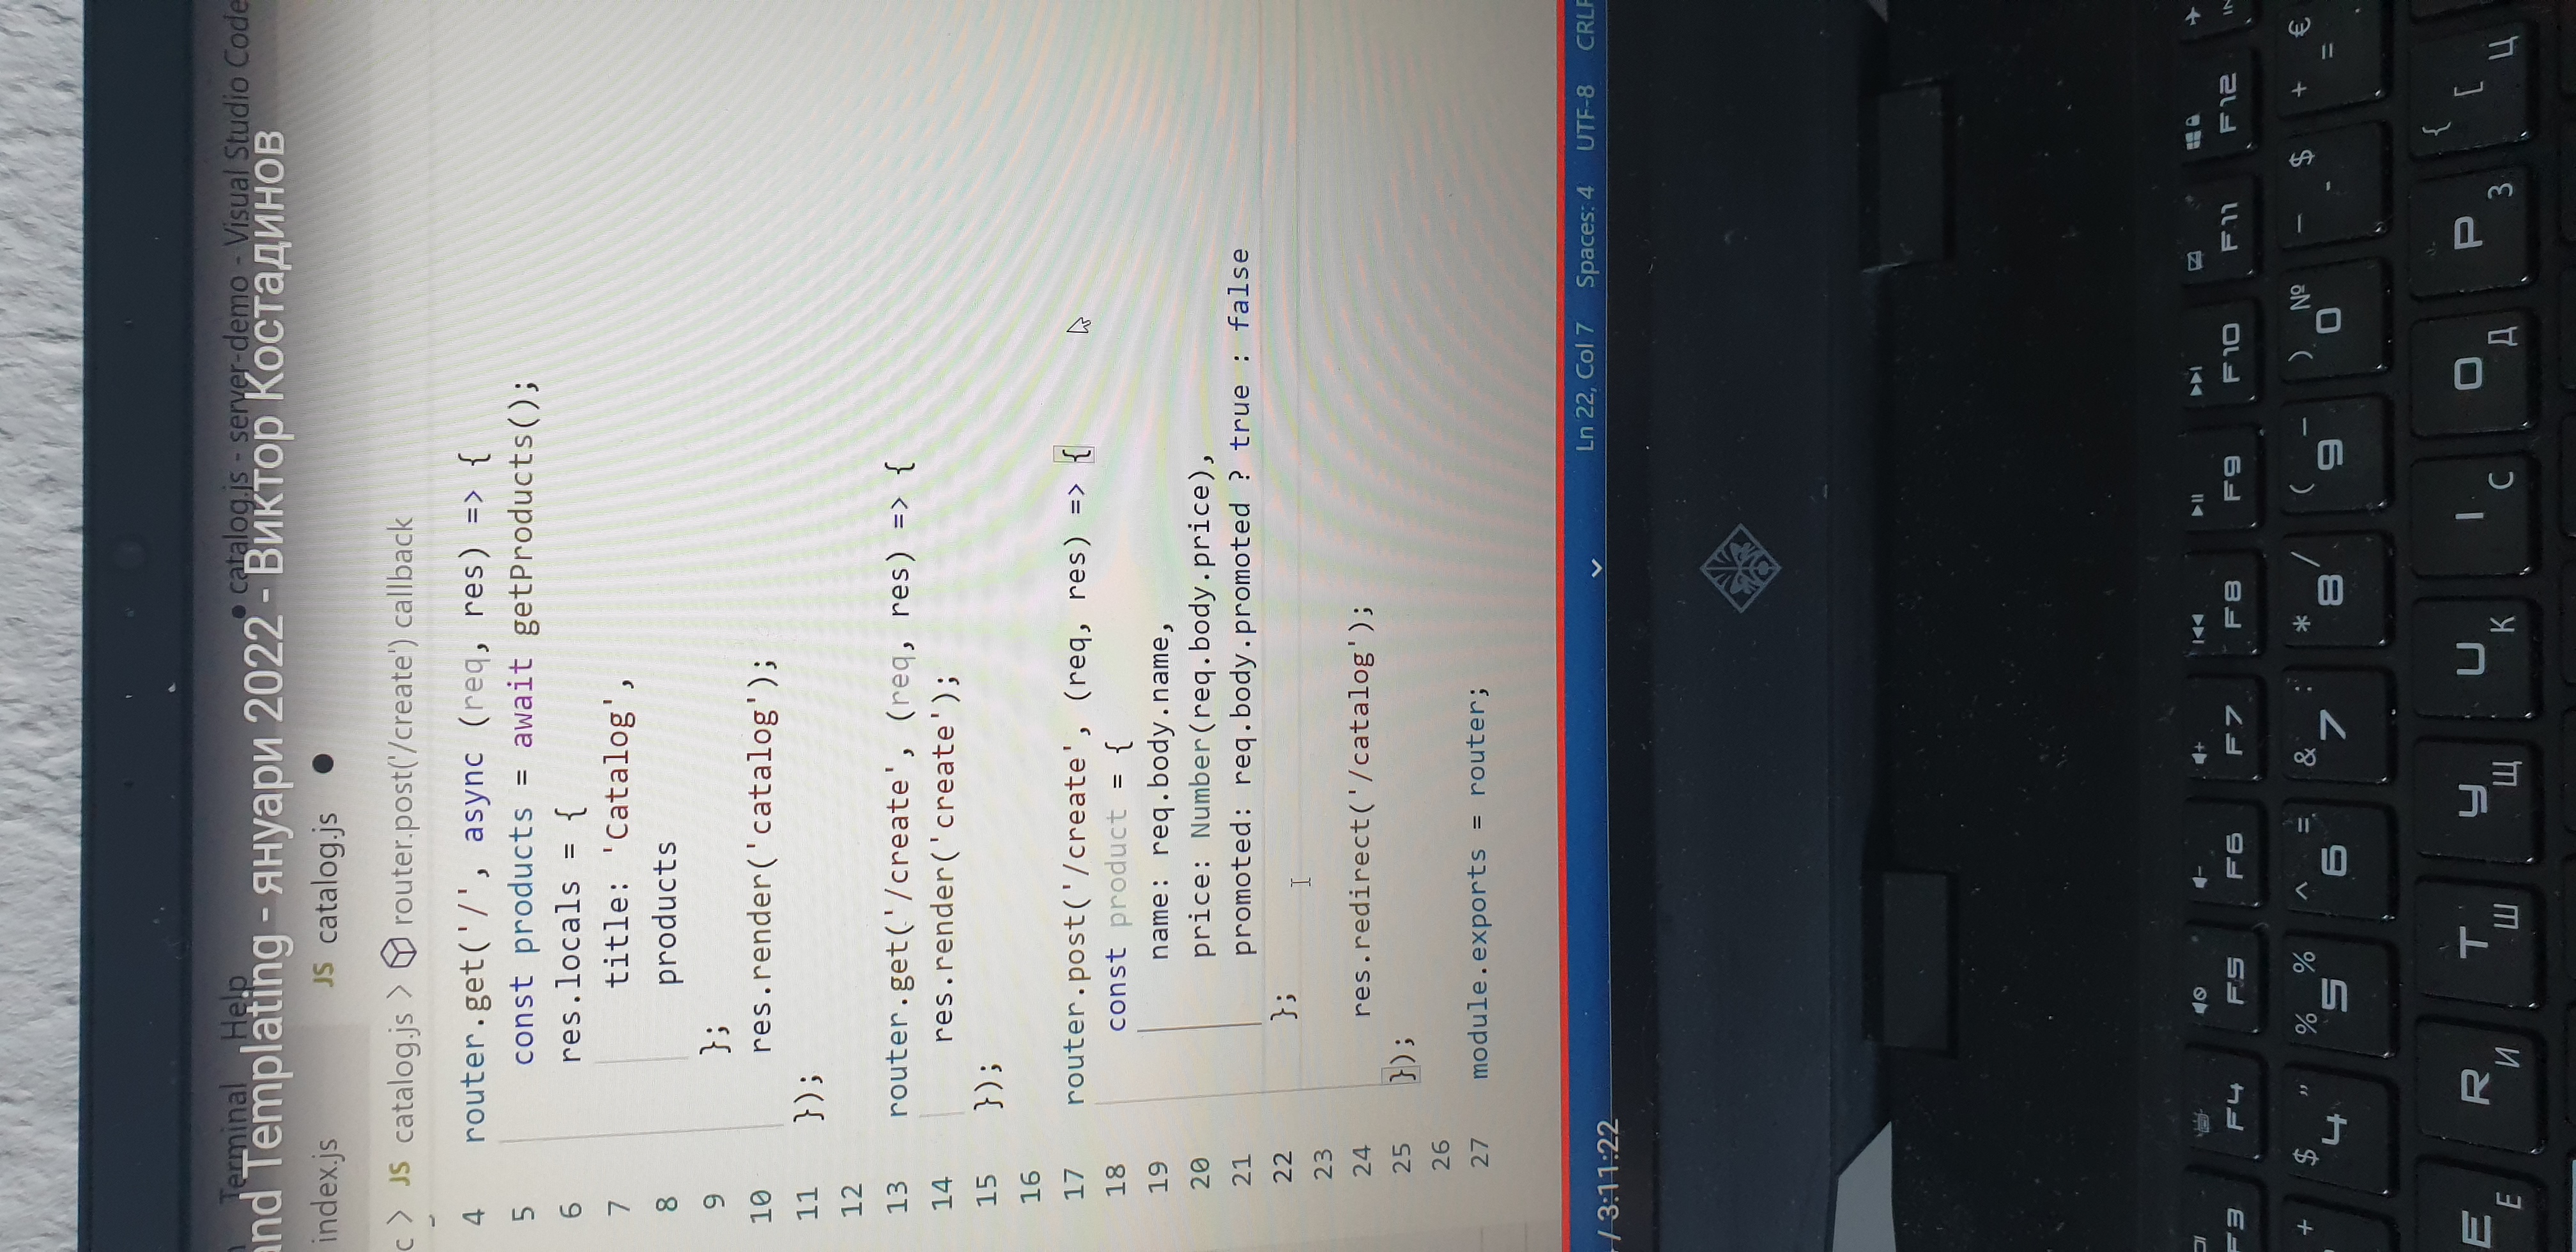 Terminal Help
● catalog.js - server-demo - Visual Studio Code
and Templating - януари 2022 - Виктор Костадинов
index.js JS catalog.js ●
c > JS catalog.js > router.post('/create') callback
4 router.get('/', async (req, res) => {
5 const products = await getProducts();
6 res.locals = {
7 title: 'Catalog',
8 products
9 };
10 res.render('catalog');
11 });
12
13 router.get('/create', (req, res) => {
14 res.render('create');
15 });
16
17 router.post('/create', (req, res) => {
18 const product = {
19 name: req.body.name,
20 price: Number(req.body.price),
21 promoted: req.body.promoted ? true : false
22 };
23
24 res.redirect('/catalog');
25 });
26
27 module.exports = router;
Ln 22, Col 7 Spaces: 4 UTF-8 CRLF
/ 3:11:22
F3 F4 F5 F6 F7 F8 F9 F10 F11 F12
+ $ " % % ^ = & : * / ( – ) № – $ + €
4 5 6 7 8 9 0 - =
E R T Y U I O P { [
Е И Ш Щ К С Д З Ц